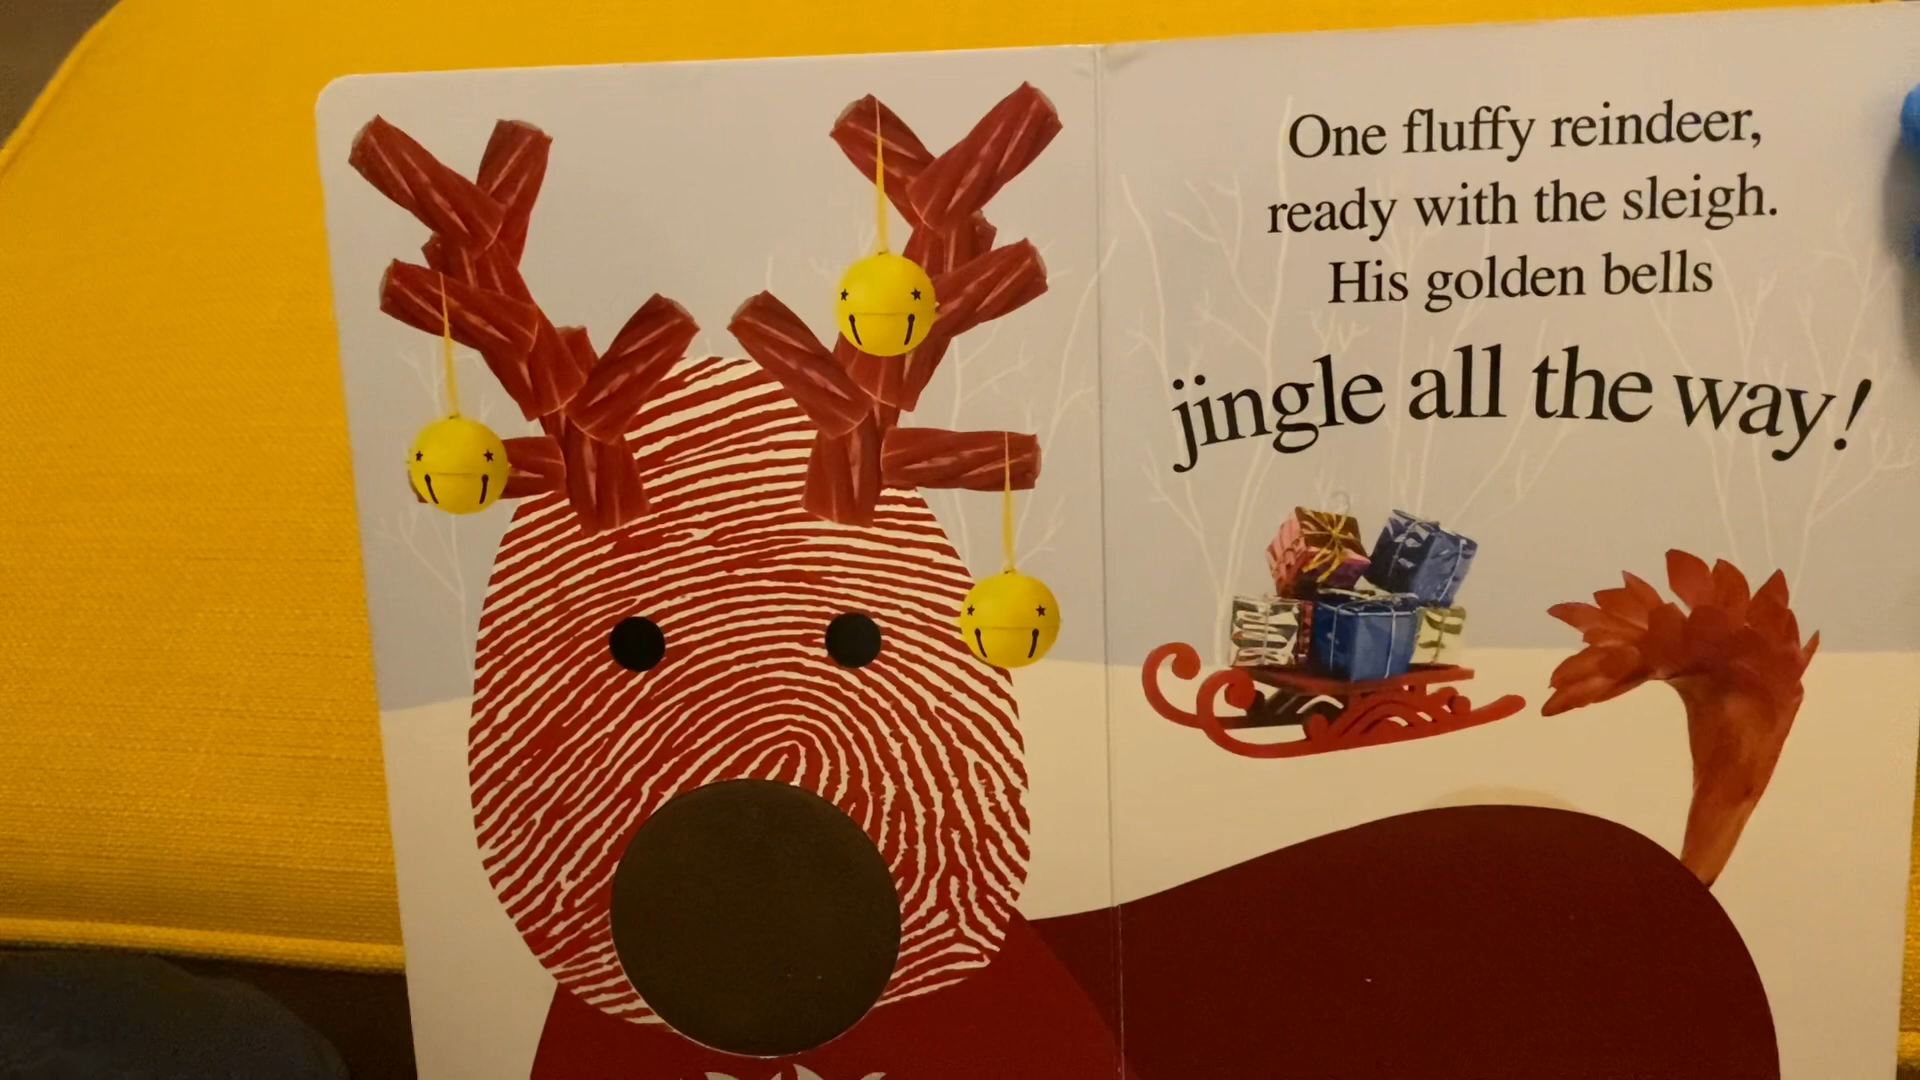 One fluffy reindeer,
ready with the sleigh.
His golden bells
jingle all the way!